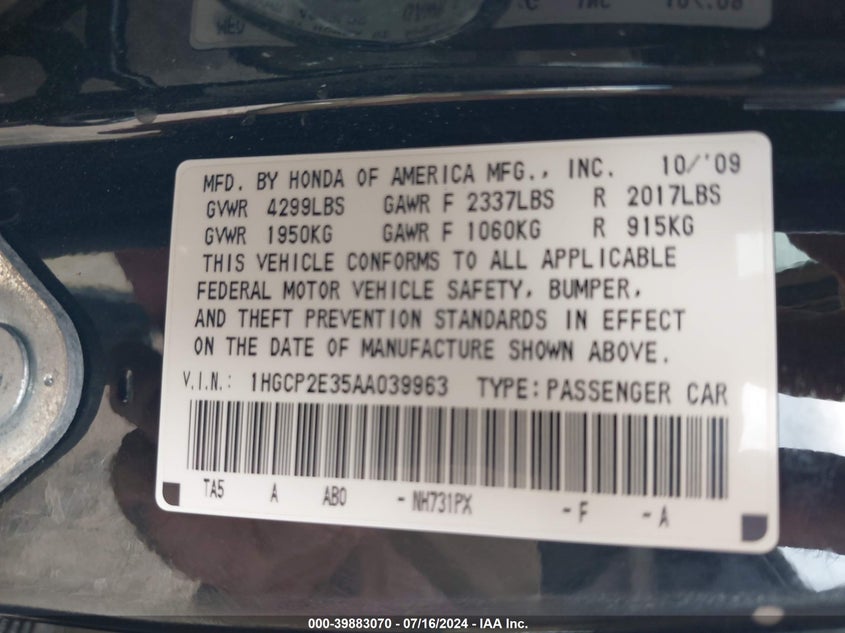 MFD. BY HONDA OF AMERICA MFG., INC. 10/'09
GVWR 4299LBS GAWR F 2337LBS R 2017LBS
GVWR 1950KG GAWR F 1060KG R 915KG
THIS VEHICLE CONFORMS TO ALL APPLICABLE
FEDERAL MOTOR VEHICLE SAFETY, BUMPER,
AND THEFT PREVENTION STANDARDS IN EFFECT
ON THE DATE OF MANUFACTURE SHOWN ABOVE.
V.I.N.: 1HGCP2E35AA039963 TYPE:PASSENGER CAR
TA5 A AB0 -NH731PX -F -A
000-39883070 / 07/16/2024 - IAA Inc.